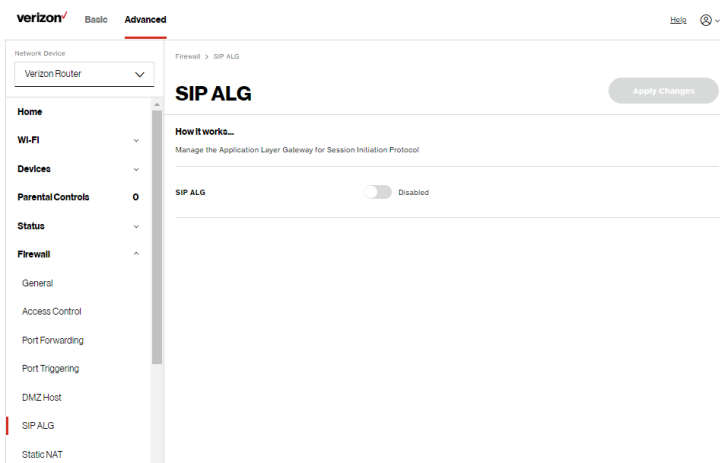 verizon✓ Basic Advanced Help
Network Device
Verizon Router
Home
Wi-Fi
Devices
Parental Controls 0
Status
Firewall
General
Access Control
Port Forwarding
Port Triggering
DMZ Host
SIP ALG
Static NAT
Firewall > SIP ALG
SIP ALG
Apply Changes
How it works...
Manage the Application Layer Gateway for Session Initiation Protocol
SIP ALG Disabled